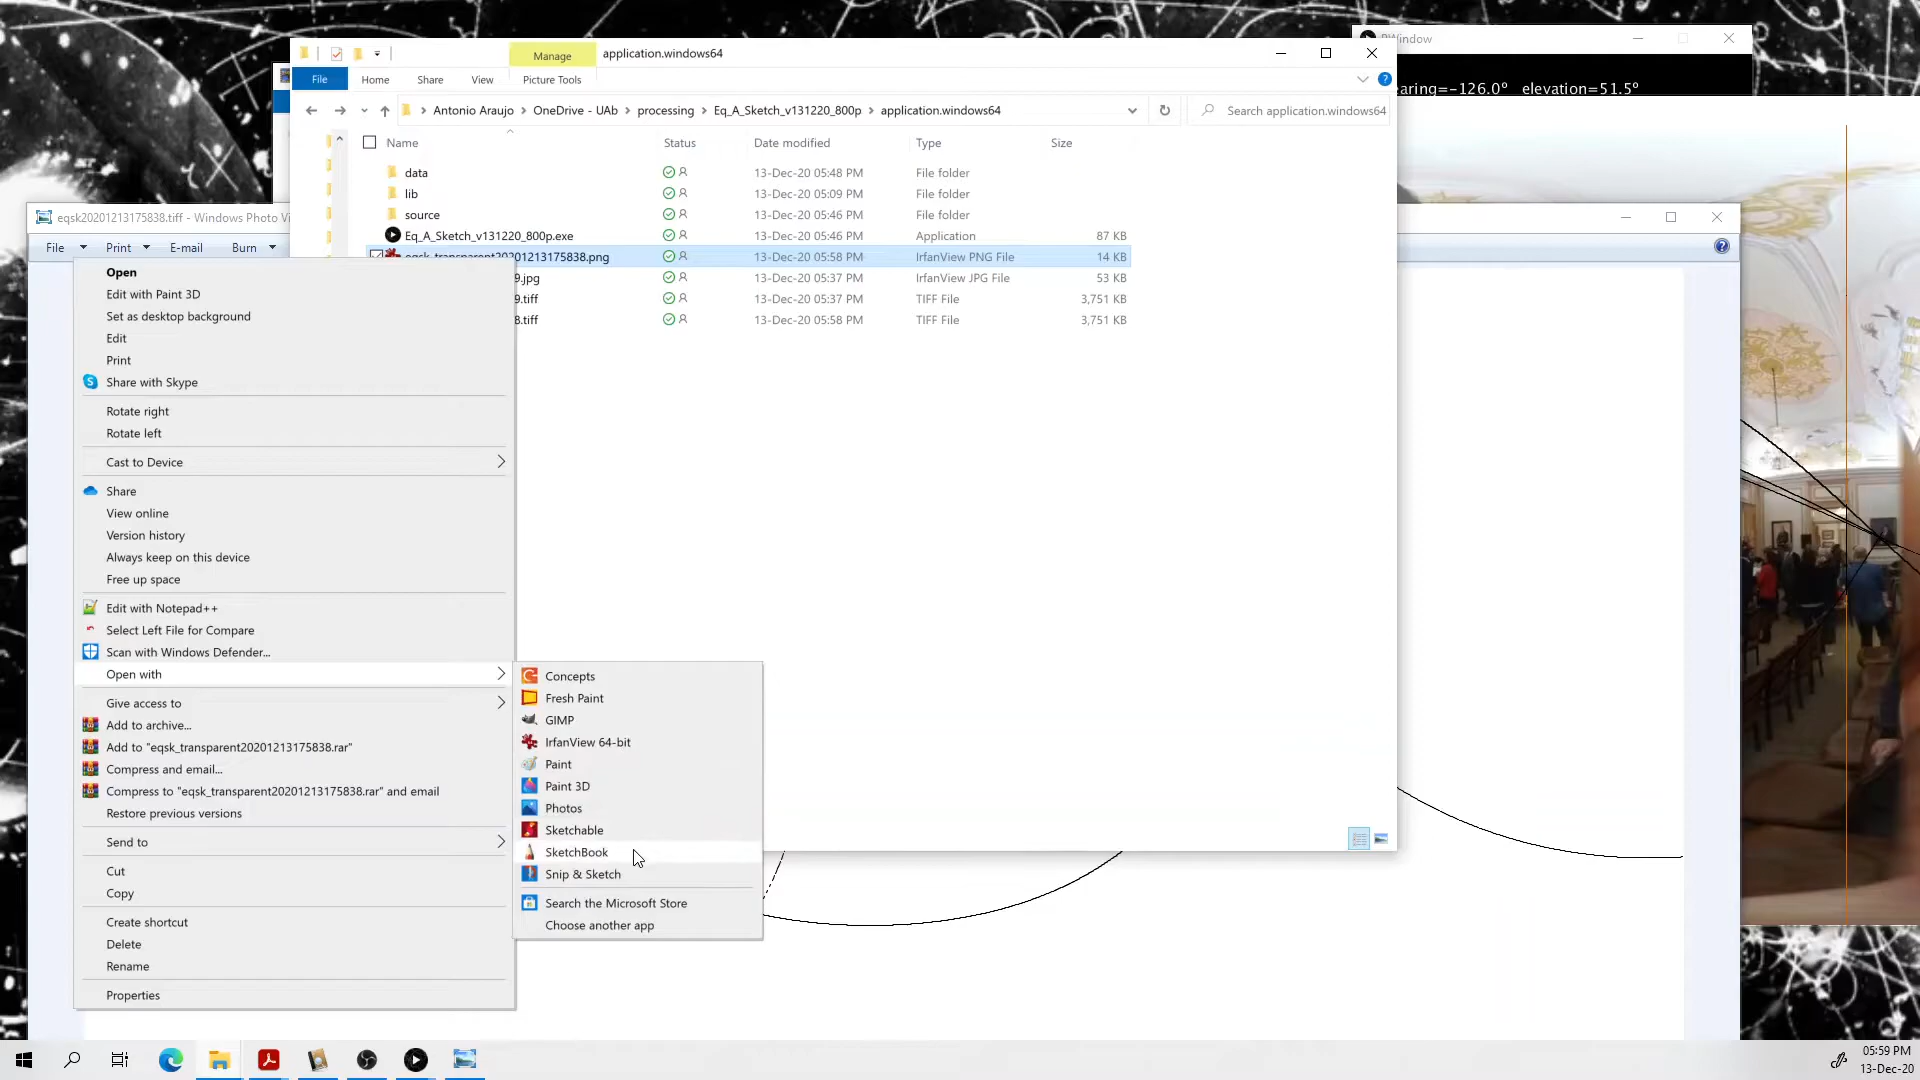 Manage
application.windows64
File
Home
Share
View
Picture Tools
Antonio Araujo
OneDrive - UAb
processing
Eq_A_Sketch_v131220_800p
application.windows64
Search application.windows64
Name
Status
Date modified
Type
Size
data
13-Dec-20 05:48 PM
File folder
lib
13-Dec-20 05:09 PM
File folder
source
13-Dec-20 05:46 PM
File folder
Eq_A_Sketch_v131220_800p.exe
13-Dec-20 05:46 PM
Application
87 KB
eqsk_transparent20201213175838.png
13-Dec-20 05:58 PM
IrfanView PNG File
14 KB
9.jpg
13-Dec-20 05:37 PM
IrfanView JPG File
53 KB
9.tiff
13-Dec-20 05:37 PM
TIFF File
3,751 KB
8.tiff
13-Dec-20 05:58 PM
TIFF File
3,751 KB
Window
aring=-126.0° elevation=51.5°
eqsk20201213175838.tiff - Windows Photo Vi
File
Print
E-mail
Burn
Open
Edit with Paint 3D
Set as desktop background
Edit
Print
Share with Skype
Rotate right
Rotate left
Cast to Device
Share
View online
Version history
Always keep on this device
Free up space
Edit with Notepad++
Select Left File for Compare
Scan with Windows Defender...
Open with
Give access to
Add to archive...
Add to "eqsk_transparent20201213175838.rar"
Compress and email...
Compress to "eqsk_transparent20201213175838.rar" and email
Restore previous versions
Send to
Cut
Copy
Create shortcut
Delete
Rename
Properties
Concepts
Fresh Paint
GIMP
IrfanView 64-bit
Paint
Paint 3D
Photos
Sketchable
SketchBook
Snip & Sketch
Search the Microsoft Store
Choose another app
05:59 PM
13-Dec-20